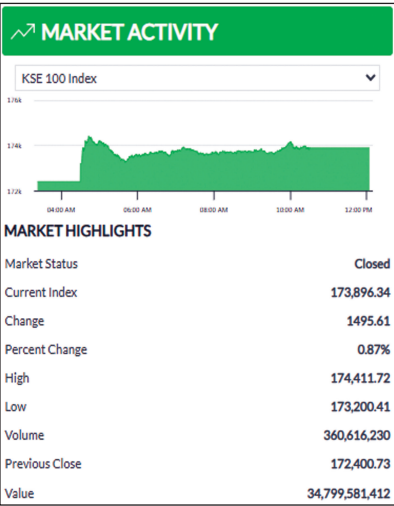 MARKET ACTIVITY
KSE 100 Index
176k
174k
172k
04:00 AM 06:00 AM 08:00 AM 10:00 AM 12:00 PM
MARKET HIGHLIGHTS
Market Status Closed
Current Index 173,896.34
Change 1495.61
Percent Change 0.87%
High 174,411.72
Low 173,200.41
Volume 360,616,230
Previous Close 172,400.73
Value 34,799,581,412